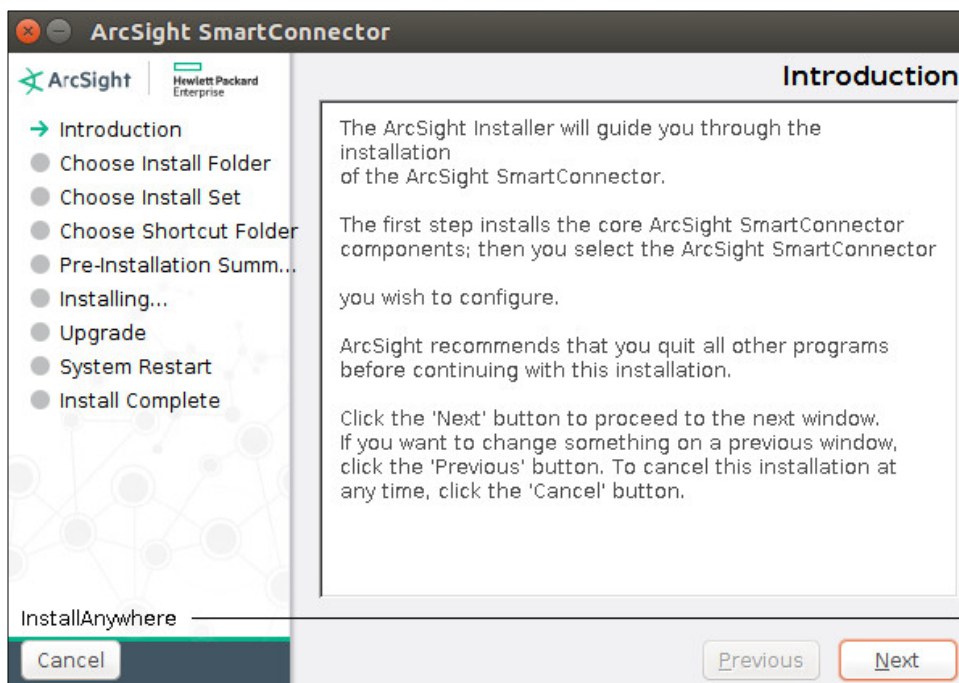 ArcSight SmartConnector
ArcSight
Hewlett Packard
Enterprise
Introduction
Choose Install Folder
Choose Install Set
Choose Shortcut Folder
Pre-Installation Summ...
Installing...
Upgrade
System Restart
Install Complete
Introduction
The ArcSight Installer will guide you through the
installation
of the ArcSight SmartConnector.
The first step installs the core ArcSight SmartConnector
components; then you select the ArcSight SmartConnector
you wish to configure.
ArcSight recommends that you quit all other programs
before continuing with this installation.
Click the 'Next' button to proceed to the next window.
If you want to change something on a previous window,
click the 'Previous' button. To cancel this installation at
any time, click the 'Cancel' button.
InstallAnywhere
Cancel
Previous
Next